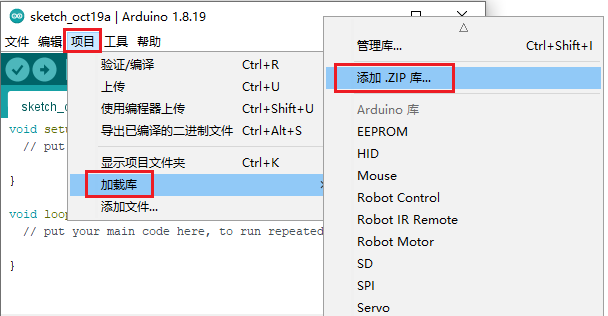 sketch_oct19a | Arduino 1.8.19
文件 编辑 项目 工具 帮助
验证/编译 Ctrl+R
上传 Ctrl+U
使用编程器上传 Ctrl+Shift+U
导出已编译的二进制文件 Ctrl+Alt+S
显示项目文件夹 Ctrl+K
加载库
添加文件...
sketch_o
void setu
// put
}
void loop
// put your main code here, to run repeated
}
管理库... Ctrl+Shift+I
添加 .ZIP 库...
Arduino 库
EEPROM
HID
Mouse
Robot Control
Robot IR Remote
Robot Motor
SD
SPI
Servo